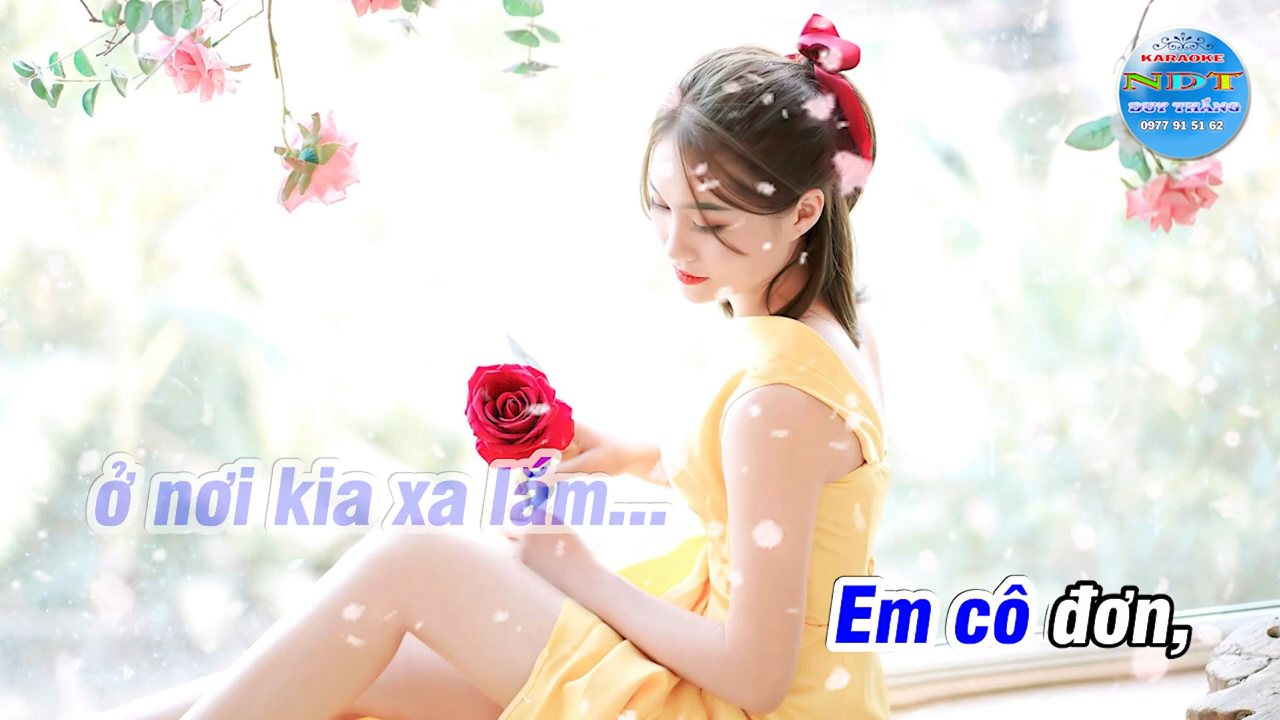 KARAOKE
NDT
DUY THẮNG
0977 91 51 62
ở nơi kia xa lắm...
Em cô đơn,